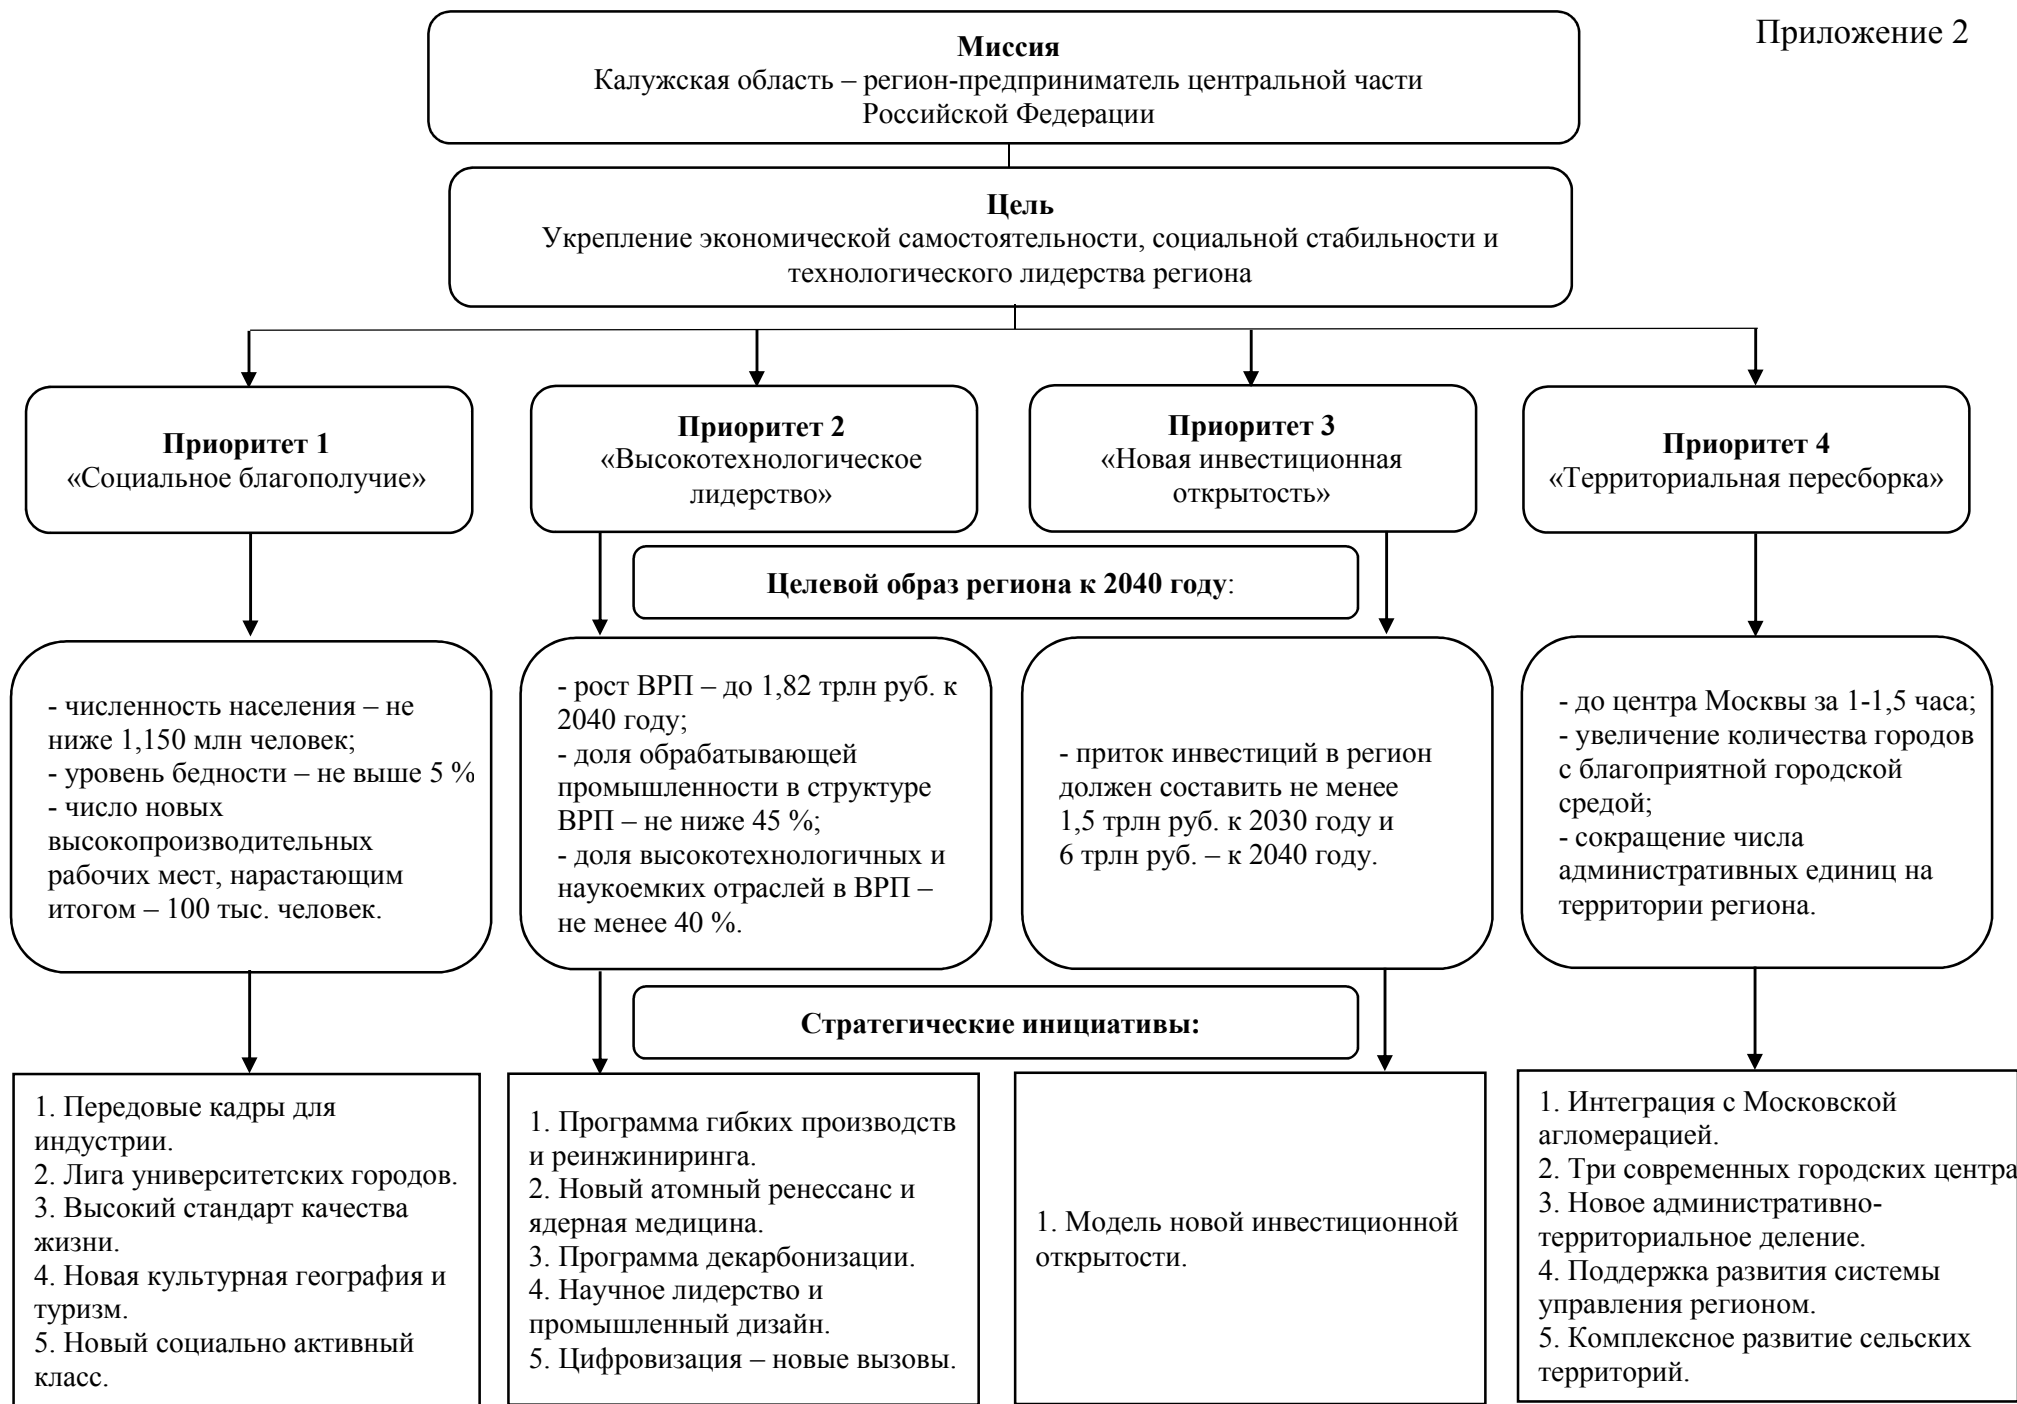 Приложение 2
Миссия
Калужская область – регион-предприниматель центральной части
Российской Федерации
Цель
Укрепление экономической самостоятельности, социальной стабильности и
технологического лидерства региона
Приоритет 1
«Социальное благополучие»
Приоритет 2
«Высокотехнологическое
лидерство»
Приоритет 3
«Новая инвестиционная
открытость»
Приоритет 4
«Территориальная пересборка»
Целевой образ региона к 2040 году:
- численность населения – не
ниже 1,150 млн человек;
- уровень бедности – не выше 5 %
- число новых
высокопроизводительных
рабочих мест, нарастающим
итогом – 100 тыс. человек.
- рост ВРП – до 1,82 трлн руб. к
2040 году;
- доля обрабатывающей
промышленности в структуре
ВРП – не ниже 45 %;
- доля высокотехнологичных и
наукоемких отраслей в ВРП –
не менее 40 %.
- приток инвестиций в регион
должен составить не менее
1,5 трлн руб. к 2030 году и
6 трлн руб. – к 2040 году.
- до центра Москвы за 1-1,5 часа;
- увеличение количества городов
с благоприятной городской
средой;
- сокращение числа
административных единиц на
территории региона.
Стратегические инициативы:
1. Передовые кадры для
индустрии.
2. Лига университетских городов.
3. Высокий стандарт качества
жизни.
4. Новая культурная география и
туризм.
5. Новый социально активный
класс.
1. Программа гибких производств
и реинжиниринга.
2. Новый атомный ренессанс и
ядерная медицина.
3. Программа декарбонизации.
4. Научное лидерство и
промышленный дизайн.
5. Цифровизация – новые вызовы.
1. Модель новой инвестиционной
открытости.
1. Интеграция с Московской
агломерацией.
2. Три современных городских центра
3. Новое административно-
территориальное деление.
4. Поддержка развития системы
управления регионом.
5. Комплексное развитие сельских
территорий.